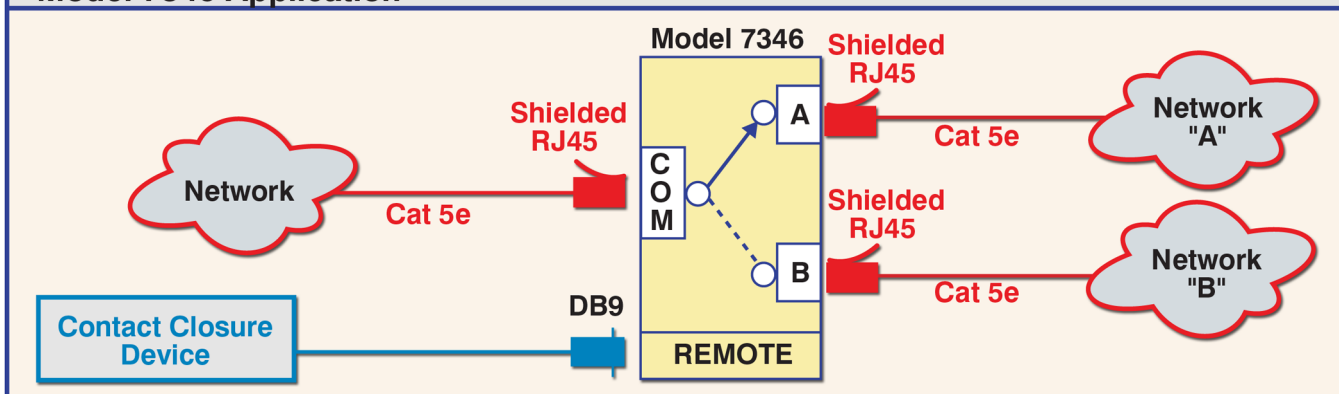 Model 7346
Shielded
RJ45
Network
"A"
A
Cat 5e
Shielded
RJ45
C
O
M
Network
Cat 5e
Shielded
RJ45
Network
"B"
B
Cat 5e
DB9
Contact Closure
Device
REMOTE